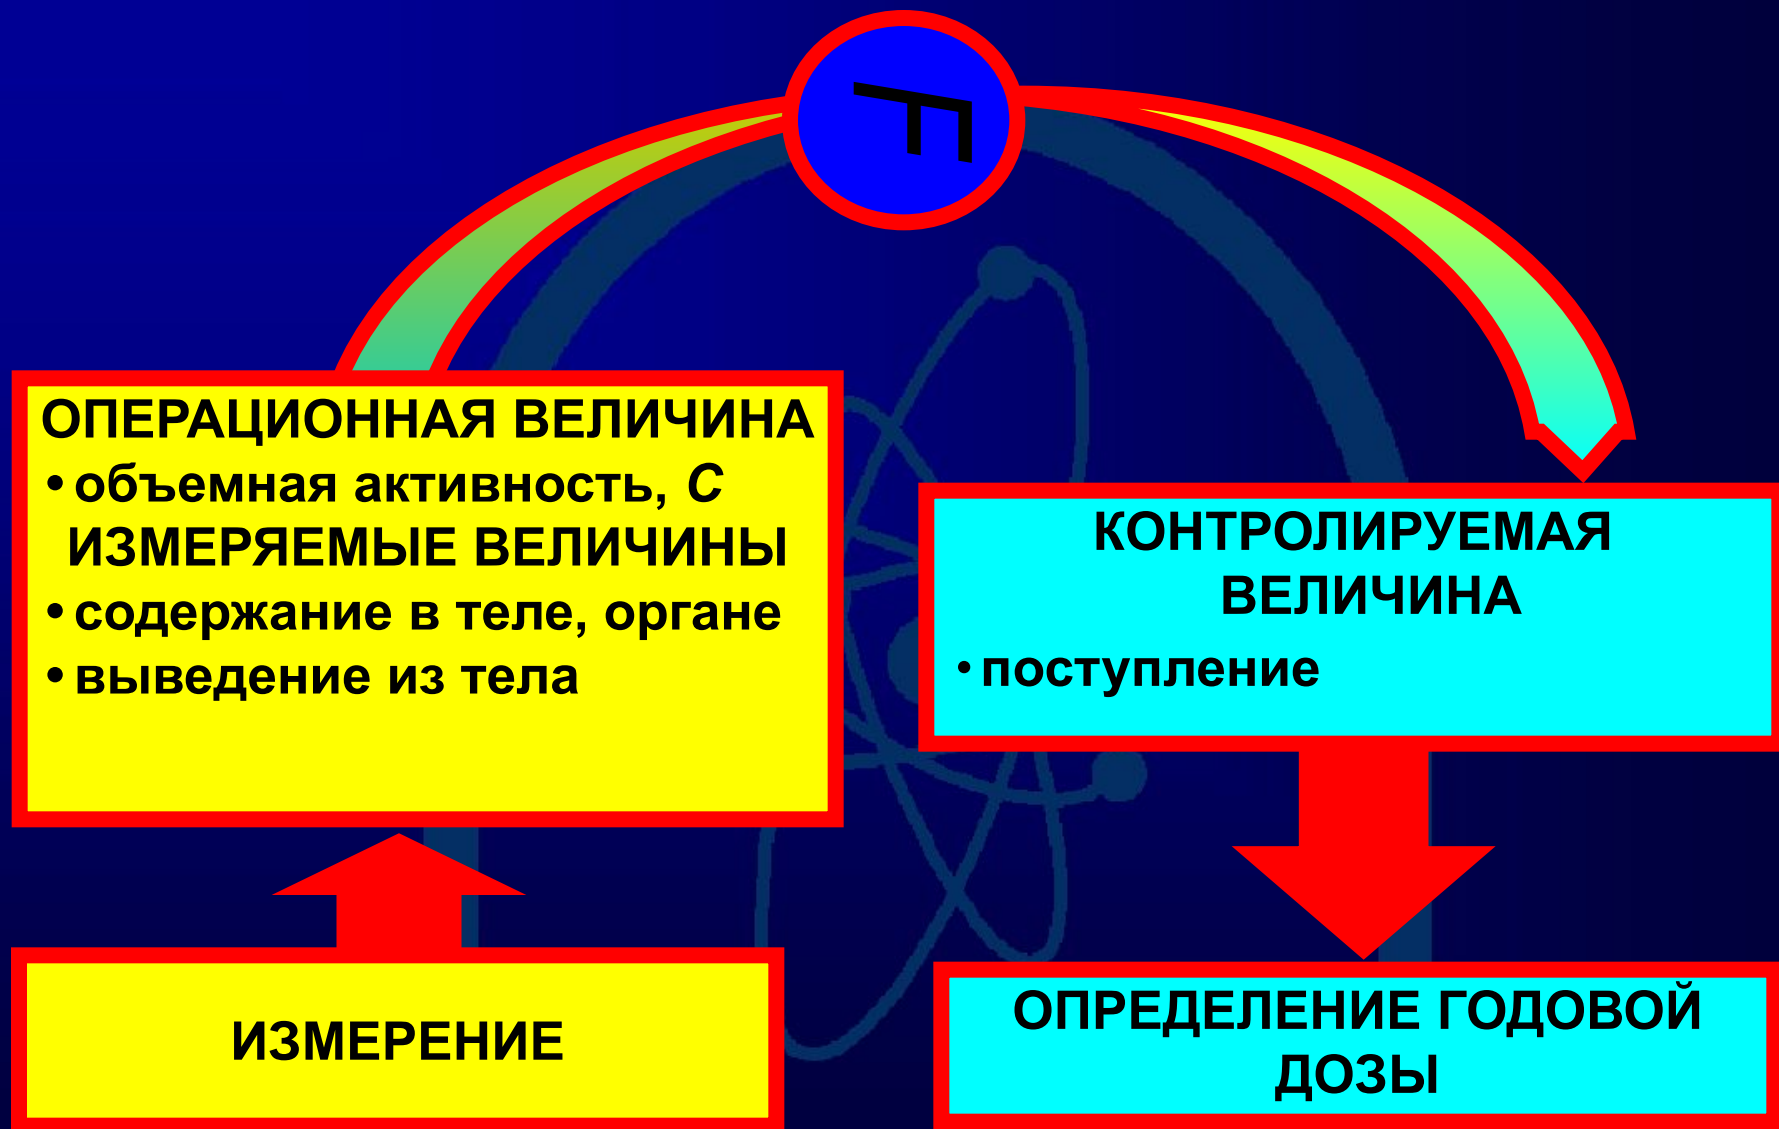 F
ОПЕРАЦИОННАЯ ВЕЛИЧИНА
• объемная активность, С
ИЗМЕРЯЕМЫЕ ВЕЛИЧИНЫ
• содержание в теле, органе
• выведение из тела
КОНТРОЛИРУЕМАЯ
ВЕЛИЧИНА
• поступление
ИЗМЕРЕНИЕ
ОПРЕДЕЛЕНИЕ ГОДОВОЙ
ДОЗЫ